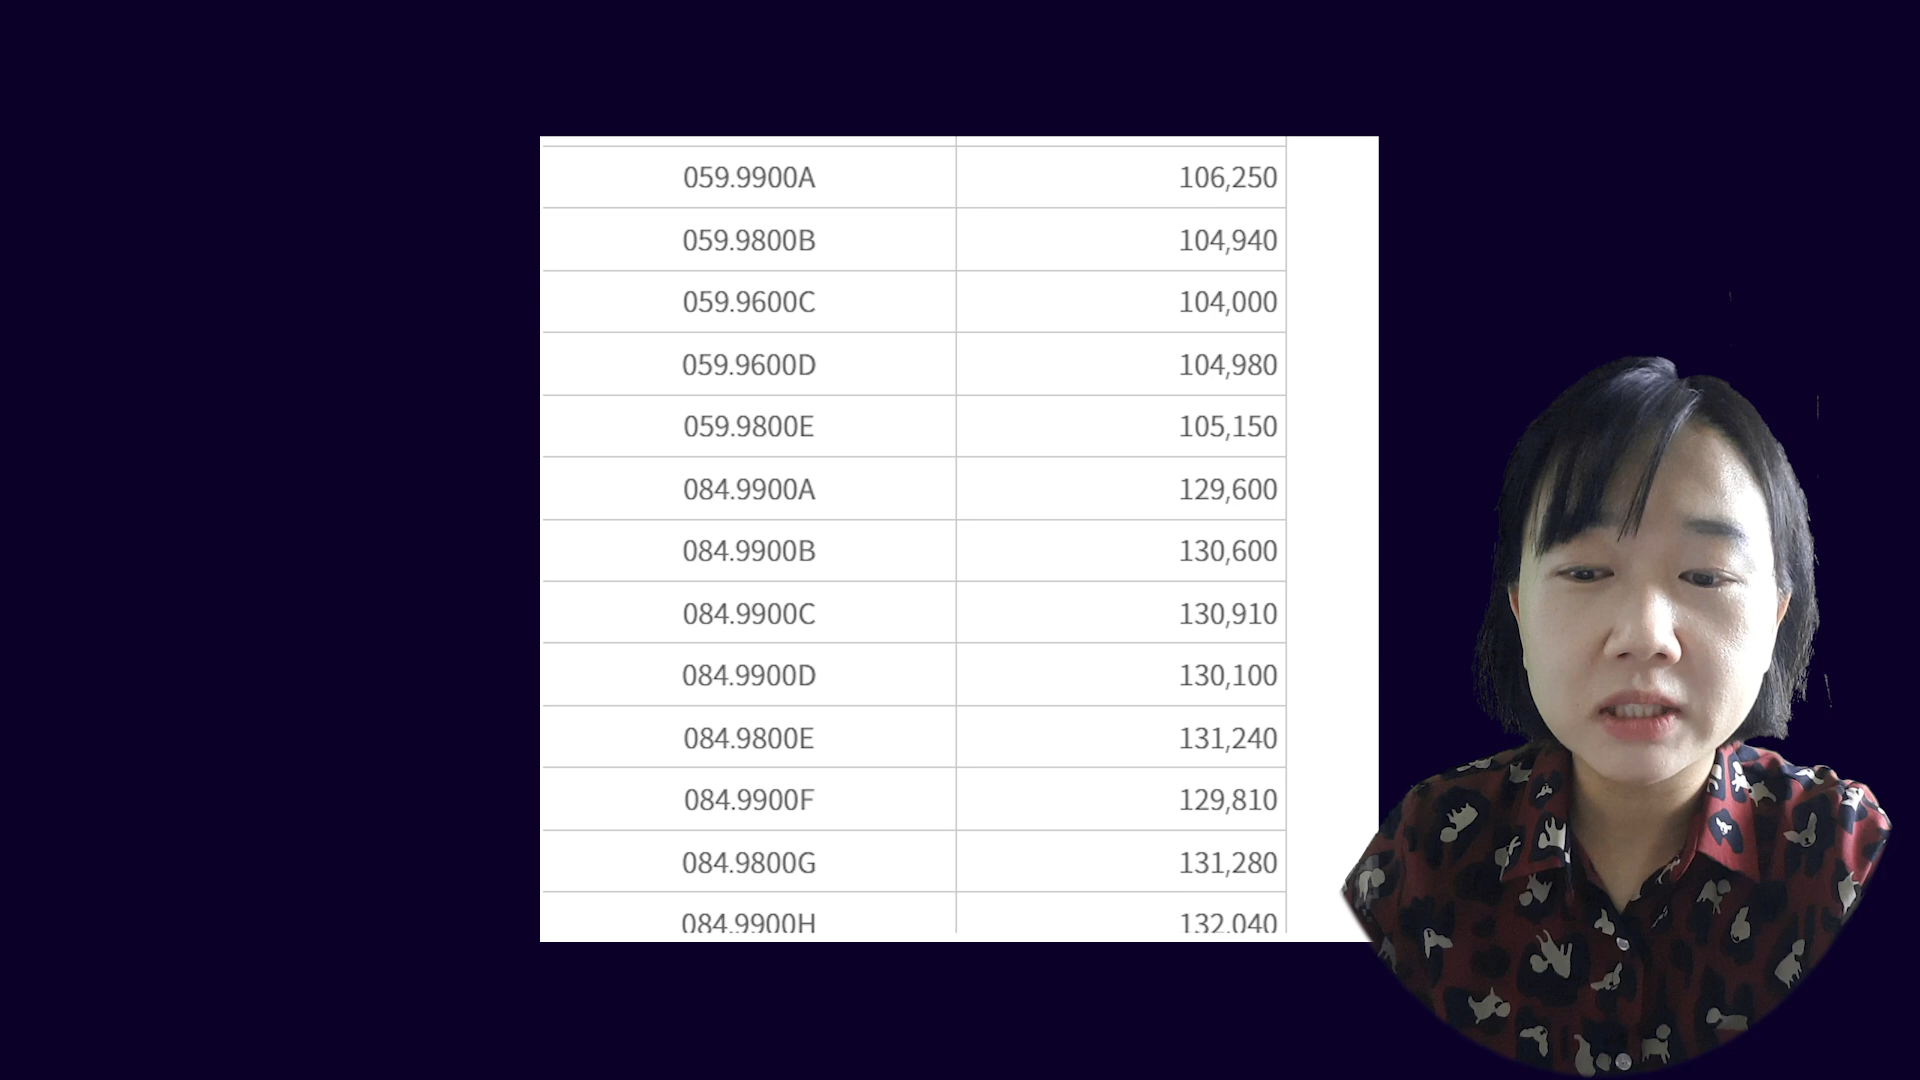 059.9900A 106,250
059.9800B 104,940
059.9600C 104,000
059.9600D 104,980
059.9800E 105,150
084.9900A 129,600
084.9900B 130,600
084.9900C 130,910
084.9900D 130,100
084.9800E 131,240
084.9900F 129,810
084.9800G 131,280
084.9900H 132,040